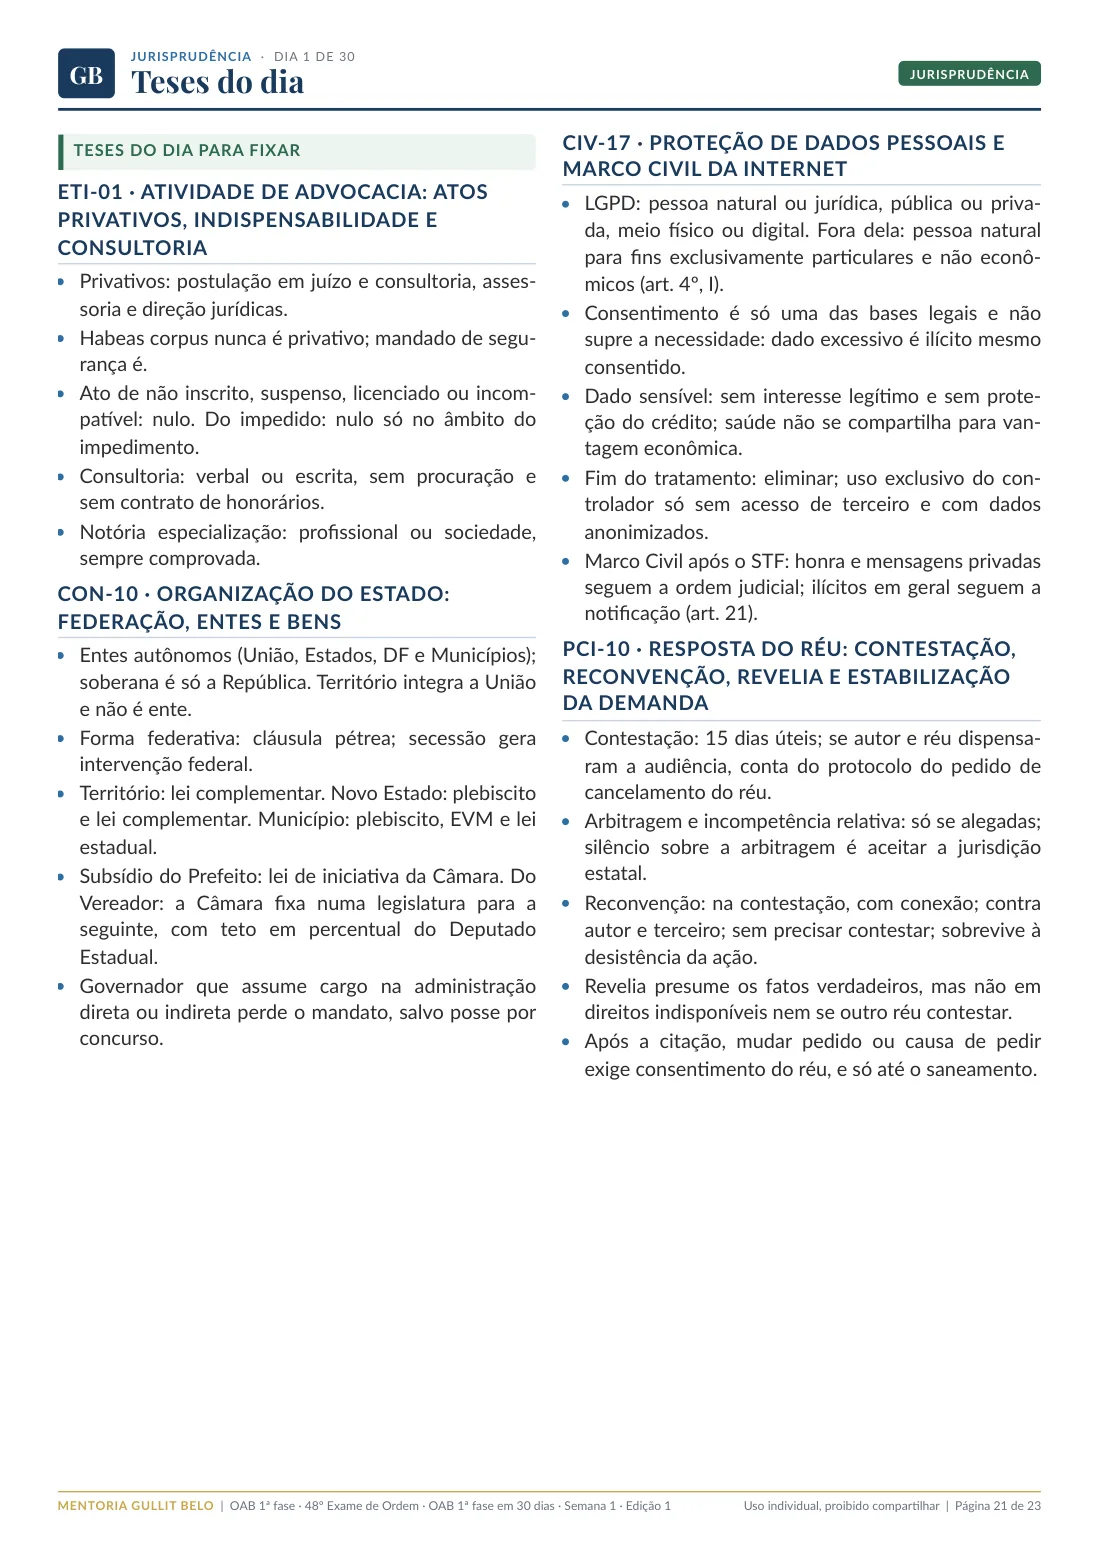 GB
JURISPRUDÊNCIA · DIA 1 DE 30
Teses do dia
JURISPRUDÊNCIA
TESES DO DIA PARA FIXAR
ETI-01 · ATIVIDADE DE ADVOCACIA: ATOS
PRIVATIVOS, INDISPENSABILIDADE E
CONSULTORIA
• Privativos: postulação em juízo e consultoria, asses-
soria e direção jurídicas.
• Habeas corpus nunca é privativo; mandado de segu-
rança é.
• Ato de não inscrito, suspenso, licenciado ou incom-
patível: nulo. Do impedido: nulo só no âmbito do
impedimento.
• Consultoria: verbal ou escrita, sem procuração e
sem contrato de honorários.
• Notória especialização: profissional ou sociedade,
sempre comprovada.
CON-10 · ORGANIZAÇÃO DO ESTADO:
FEDERAÇÃO, ENTES E BENS
• Entes autônomos (União, Estados, DF e Municípios);
soberana é só a República. Território integra a União
e não é ente.
• Forma federativa: cláusula pétrea; secessão gera
intervenção federal.
• Território: lei complementar. Novo Estado: plebiscito
e lei complementar. Município: plebiscito, EVM e lei
estadual.
• Subsídio do Prefeito: lei de iniciativa da Câmara. Do
Vereador: a Câmara fixa numa legislatura para a
seguinte, com teto em percentual do Deputado
Estadual.
• Governador que assume cargo na administração
direta ou indireta perde o mandato, salvo posse por
concurso.
CIV-17 · PROTEÇÃO DE DADOS PESSOAIS E
MARCO CIVIL DA INTERNET
• LGPD: pessoa natural ou jurídica, pública ou priva-
da, meio físico ou digital. Fora dela: pessoa natural
para fins exclusivamente particulares e não econô-
micos (art. 4º, I).
• Consentimento é só uma das bases legais e não
supre a necessidade: dado excessivo é ilícito mesmo
consentido.
• Dado sensível: sem interesse legítimo e sem prote-
ção do crédito; saúde não se compartilha para van-
tagem econômica.
• Fim do tratamento: eliminar; uso exclusivo do con-
trolador só sem acesso de terceiro e com dados
anonimizados.
• Marco Civil após o STF: honra e mensagens privadas
seguem a ordem judicial; ilícitos em geral seguem a
notificação (art. 21).
PCI-10 · RESPOSTA DO RÉU: CONTESTAÇÃO,
RECONVENÇÃO, REVELIA E ESTABILIZAÇÃO
DA DEMANDA
• Contestação: 15 dias úteis; se autor e réu dispensa-
ram a audiência, conta do protocolo do pedido de
cancelamento do réu.
• Arbitragem e incompetência relativa: só se alegadas;
silêncio sobre a arbitragem é aceitar a jurisdição
estatal.
• Reconvenção: na contestação, com conexão; contra
autor e terceiro; sem precisar contestar; sobrevive à
desistência da ação.
• Revelia presume os fatos verdadeiros, mas não em
direitos indisponíveis nem se outro réu contestar.
• Após a citação, mudar pedido ou causa de pedir
exige consentimento do réu, e só até o saneamento.
MENTORIA GULLIT BELO | OAB 1ª fase · 48º Exame de Ordem · OAB 1ª fase em 30 dias · Semana 1 · Edição 1
Uso individual, proibido compartilhar | Página 21 de 23